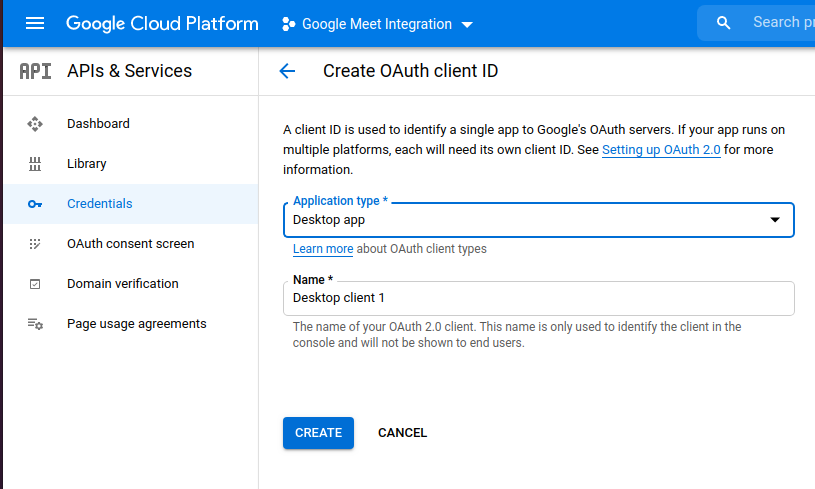 Google Cloud Platform
Google Meet Integration
Search pr
API APIs & Services
Create OAuth client ID
Dashboard
Library
Credentials
OAuth consent screen
Domain verification
Page usage agreements
A client ID is used to identify a single app to Google's OAuth servers. If your app runs on
multiple platforms, each will need its own client ID. See Setting up OAuth 2.0 for more
information.
Application type *
Desktop app
Learn more about OAuth client types
Name *
Desktop client 1
The name of your OAuth 2.0 client. This name is only used to identify the client in the
console and will not be shown to end users.
CREATE
CANCEL